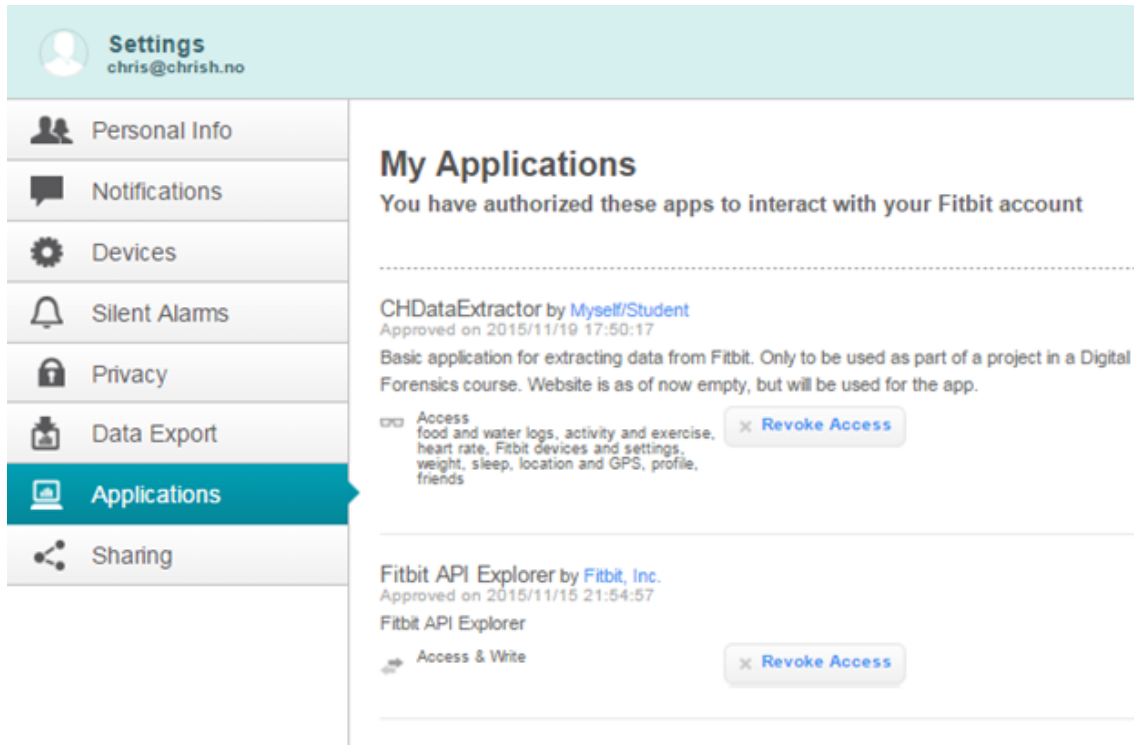 Settings
chris@chrish.no
Personal Info
Notifications
Devices
Silent Alarms
Privacy
Data Export
Applications
Sharing
My Applications
You have authorized these apps to interact with your Fitbit account
CHDataExtractor by Myself/Student
Approved on 2015/11/19 17:50:17
Basic application for extracting data from Fitbit. Only to be used as part of a project in a Digital
Forensics course. Website is as of now empty, but will be used for the app.
Access
food and water logs, activity and exercise,
heart rate, Fitbit devices and settings,
weight, sleep, location and GPS, profile,
friends
Revoke Access
Fitbit API Explorer by Fitbit, Inc.
Approved on 2015/11/15 21:54:57
Fitbit API Explorer
Access & Write
Revoke Access